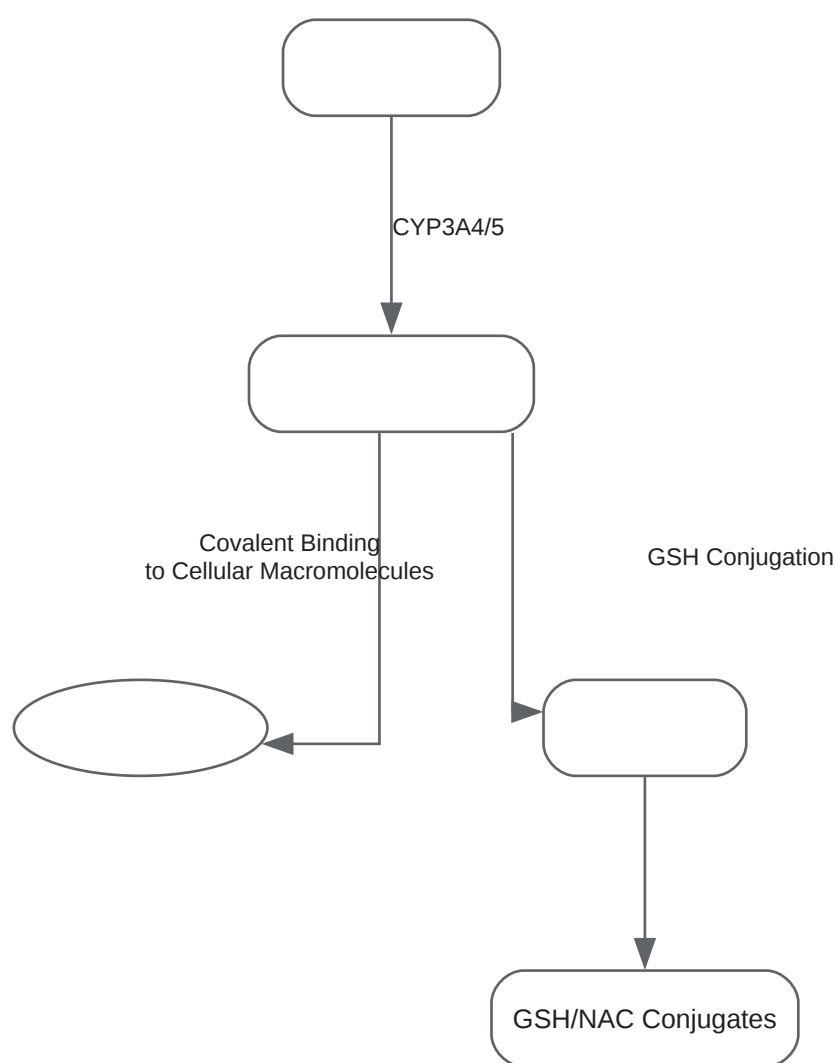 CYP3A4/5
Covalent Binding
to Cellular Macromolecules
GSH Conjugation
GSH/NAC Conjugates